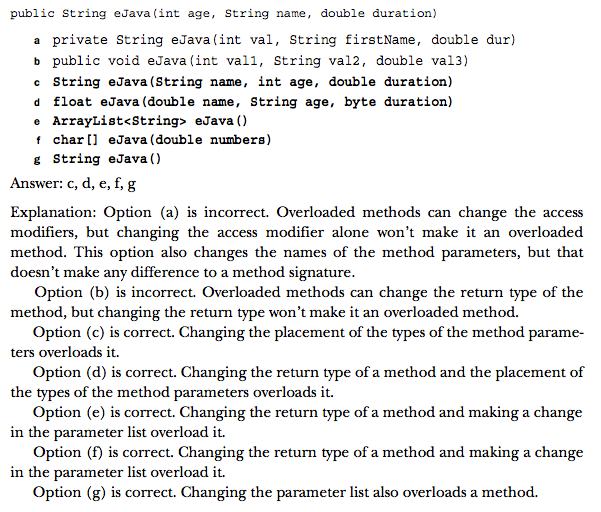 public String eJava(int age, String name, double duration)
a private String eJava(int val, String firstName, double dur)
b public void eJava(int val1, String val2, double val3)
c String eJava(String name, int age, double duration)
d float eJava(double name, String age, byte duration)
e ArrayList<String> eJava()
f char[] eJava(double numbers)
g String eJava()
Answer: c, d, e, f, g
Explanation: Option (a) is incorrect. Overloaded methods can change the access
modifiers, but changing the access modifier alone won't make it an overloaded
method. This option also changes the names of the method parameters, but that
doesn't make any difference to a method signature.
Option (b) is incorrect. Overloaded methods can change the return type of the
method, but changing the return type won't make it an overloaded method.
Option (c) is correct. Changing the placement of the types of the method parame-
ters overloads it.
Option (d) is correct. Changing the return type of a method and the placement of
the types of the method parameters overloads it.
Option (e) is correct. Changing the return type of a method and making a change
in the parameter list overload it.
Option (f) is correct. Changing the return type of a method and making a change
in the parameter list overload it.
Option (g) is correct. Changing the parameter list also overloads a method.